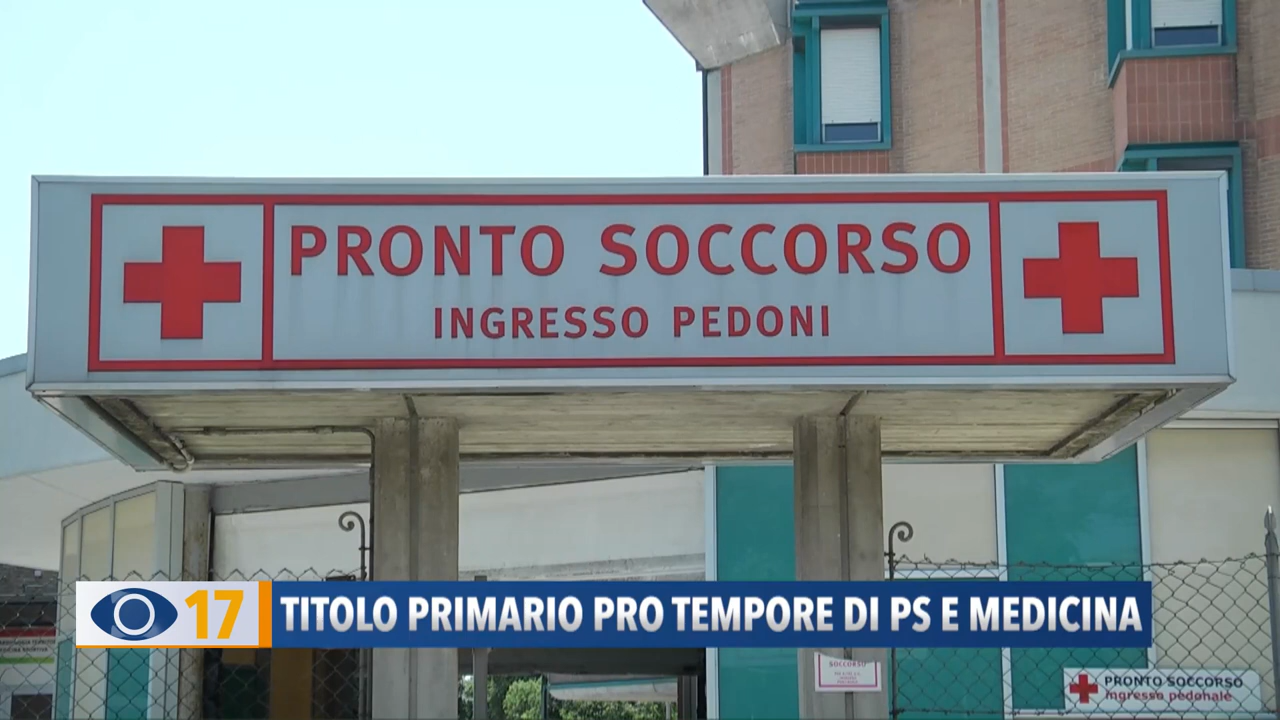 PRONTO SOCCORSO
INGRESSO PEDONI
17 TITOLO PRIMARIO PRO TEMPORE DI PS E MEDICINA
SOCCORSO
PRONTO SOCCORSO
ingresso pedonale